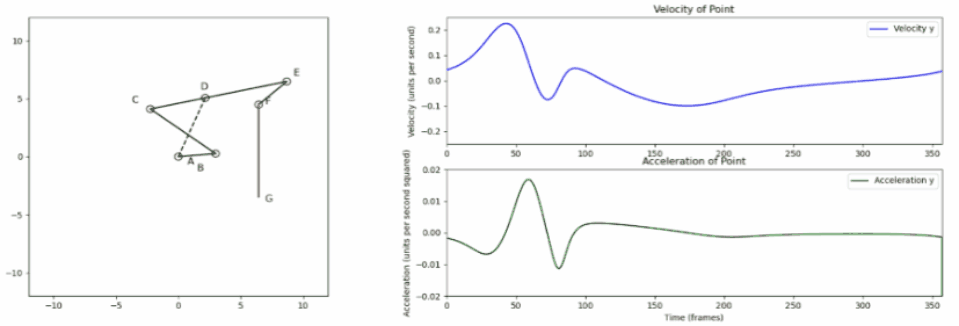 10
5
0
−5
−10
−10
−5
0
5
10
A
B
C
D
E
F
G
Velocity of Point
Velocity (units per second)
0.2
0.1
0.0
−0.1
−0.2
0
50
100
150
200
250
300
350
Velocity y
Acceleration of Point
Acceleration (units per second squared)
0.02
0.01
0.00
−0.01
−0.02
0
50
100
150
200
250
300
350
Acceleration y
Time (frames)